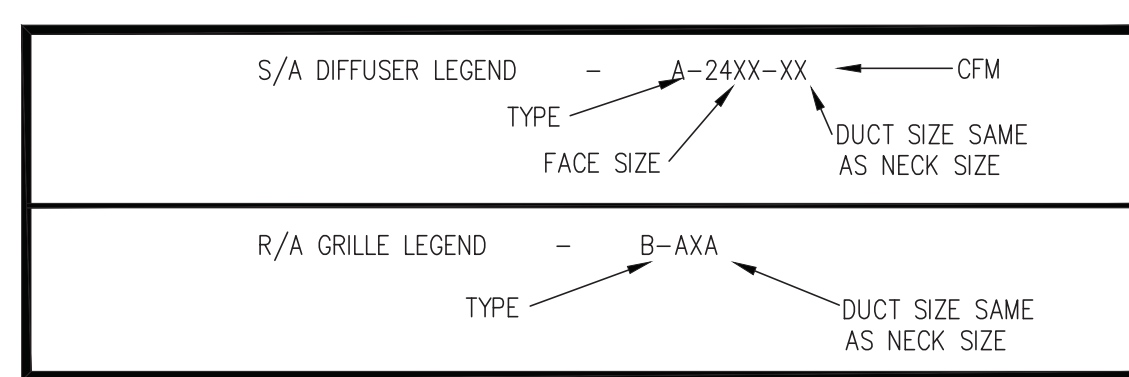 S/A DIFFUSER LEGEND - A-24XX-XX CFM
TYPE
DUCT SIZE SAME
FACE SIZE AS NECK SIZE
R/A GRILLE LEGEND - B-AXA
TYPE DUCT SIZE SAME
AS NECK SIZE